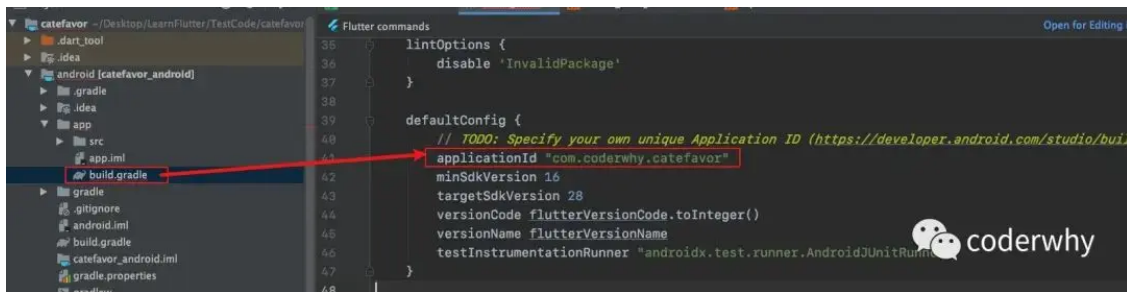 catefavor ~/Desktop/LearnFlutter/TestCode/catefavor
.dart_tool
.idea
android [catefavor_android]
.gradle
.idea
app
src
app.iml
build.gradle
gradle
.gitignore
android.iml
build.gradle
catefavor_android.iml
gradle.properties
Flutter commands
Open for Editing
35 lintOptions {
36 disable 'InvalidPackage'
37 }
38
39 defaultConfig {
40 // TODO: Specify your own unique Application ID (https://developer.android.com/studio/buil
41 applicationId "com.coderwhy.catefavor"
42 minSdkVersion 16
43 targetSdkVersion 28
44 versionCode flutterVersionCode.toInteger()
45 versionName flutterVersionName
46 testInstrumentationRunner "androidx.test.runner.AndroidJUnitRunn
47 }
48
coderwhy